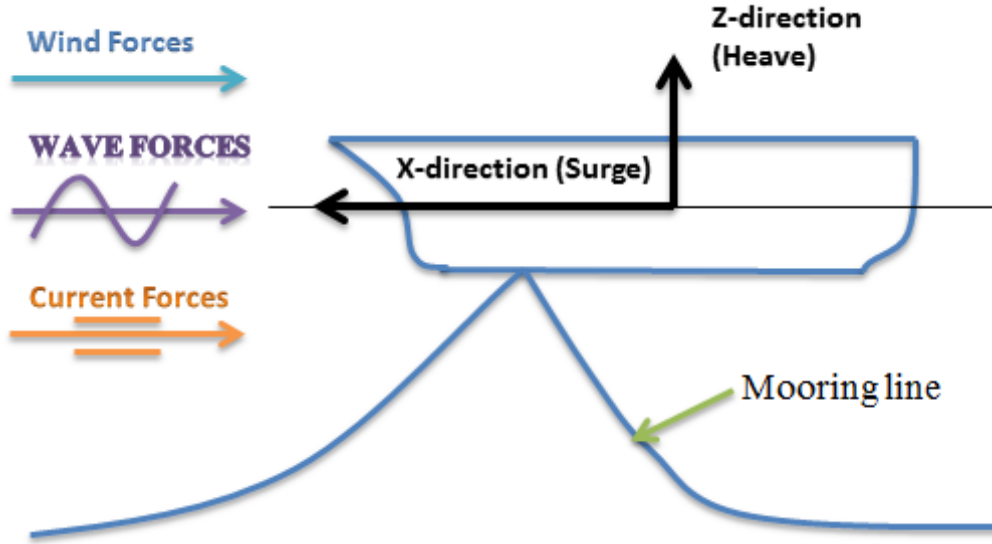 Wind Forces
WAVE FORCES
Current Forces
Z-direction
(Heave)
X-direction (Surge)
Mooring line